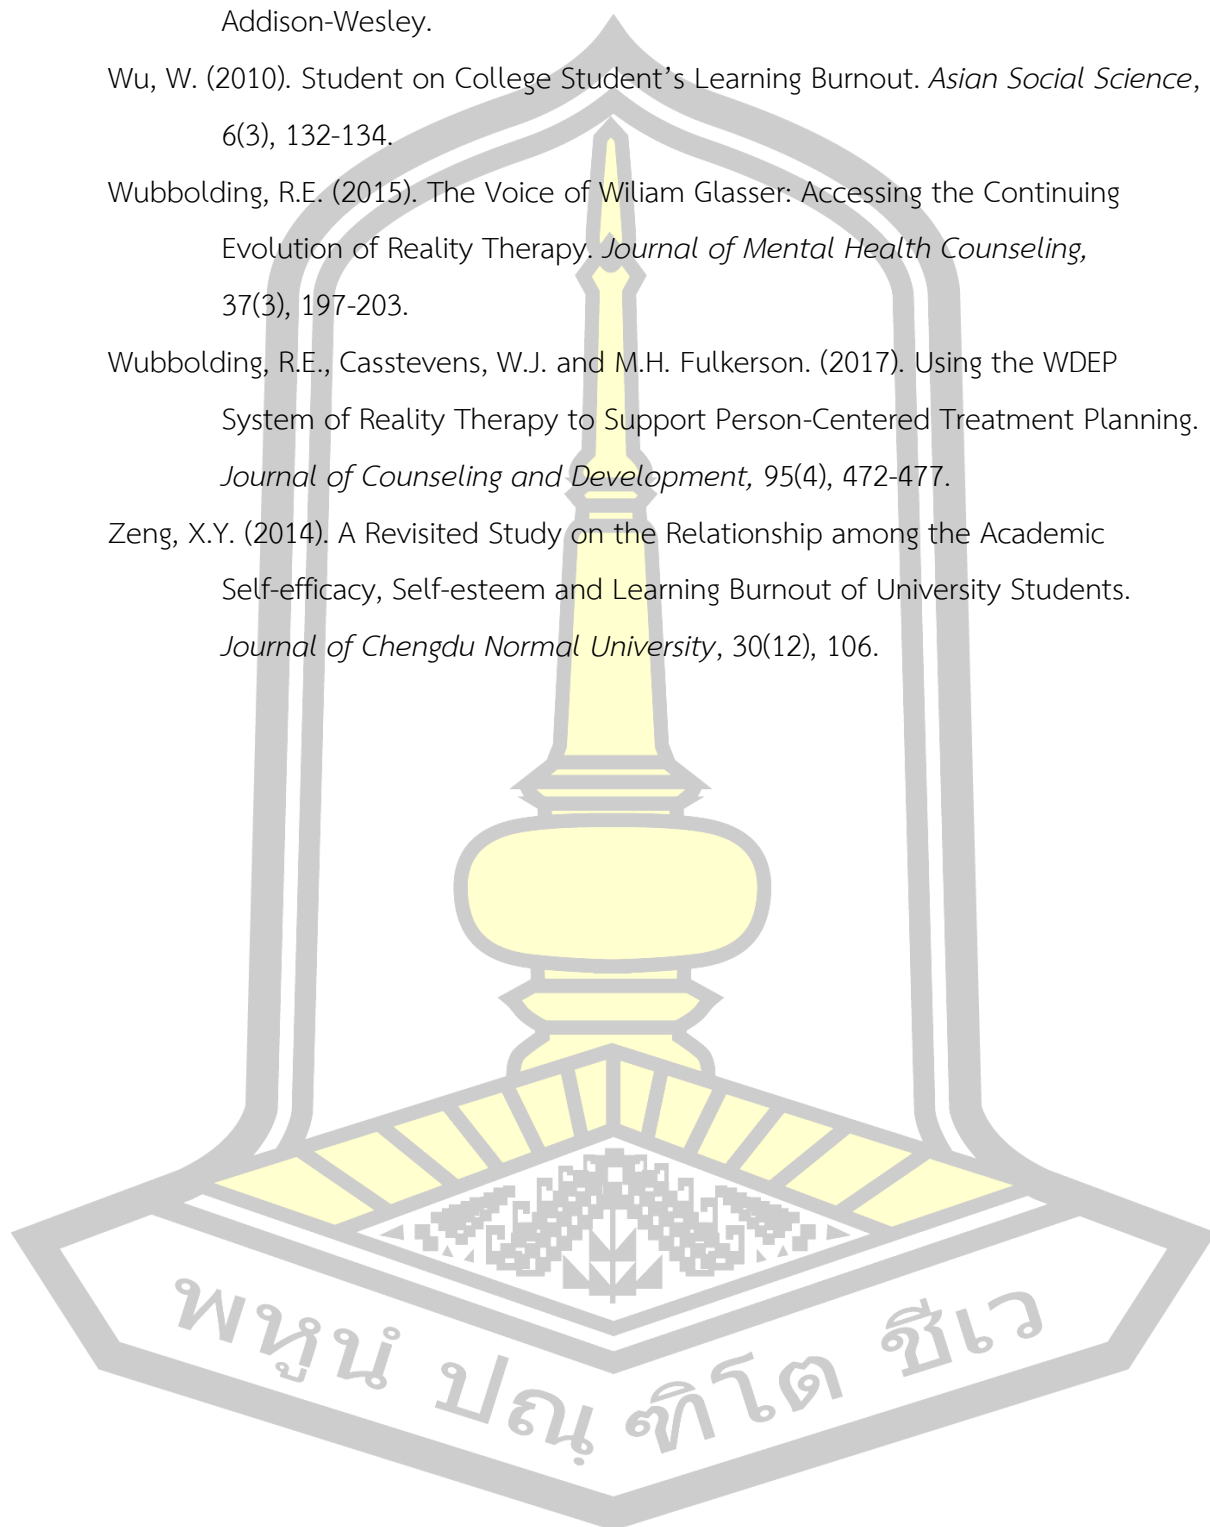 Addison-Wesley.
Wu, W. (2010). Student on College Student’s Learning Burnout. Asian Social Science,
6(3), 132-134.
Wubbolding, R.E. (2015). The Voice of Wiliam Glasser: Accessing the Continuing
Evolution of Reality Therapy. Journal of Mental Health Counseling,
37(3), 197-203.
Wubbolding, R.E., Casstevens, W.J. and M.H. Fulkerson. (2017). Using the WDEP
System of Reality Therapy to Support Person-Centered Treatment Planning.
Journal of Counseling and Development, 95(4), 472-477.
Zeng, X.Y. (2014). A Revisited Study on the Relationship among the Academic
Self-efficacy, Self-esteem and Learning Burnout of University Students.
Journal of Chengdu Normal University, 30(12), 106.
พหูนํ ปณฺฑิโต ชีเว